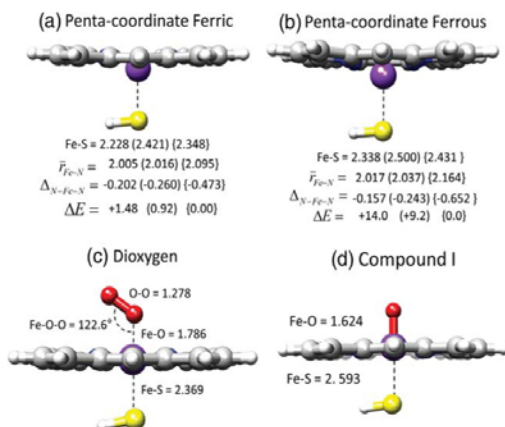 (a) Penta-coordinate Ferric
Fe-S = 2.228 (2.421) {2.348}
r̄Fe−N = 2.005 (2.016) {2.095}
ΔN−Fe−N = -0.202 (-0.260) {-0.473}
ΔE = +1.48 (0.92) {0.00}
(b) Penta-coordinate Ferrous
Fe-S = 2.338 (2.500) {2.431 }
r̄Fe−N = 2.017 (2.037) {2.164}
ΔN−Fe−N = -0.157 (-0.243) {-0.652 }
ΔE = +14.0 (+9.2) {0.0}
(c) Dioxygen
O-O = 1.278
Fe-O-O = 122.6°
Fe-O = 1.786
Fe-S = 2.369
(d) Compound I
Fe-O = 1.624
Fe-S = 2. 593